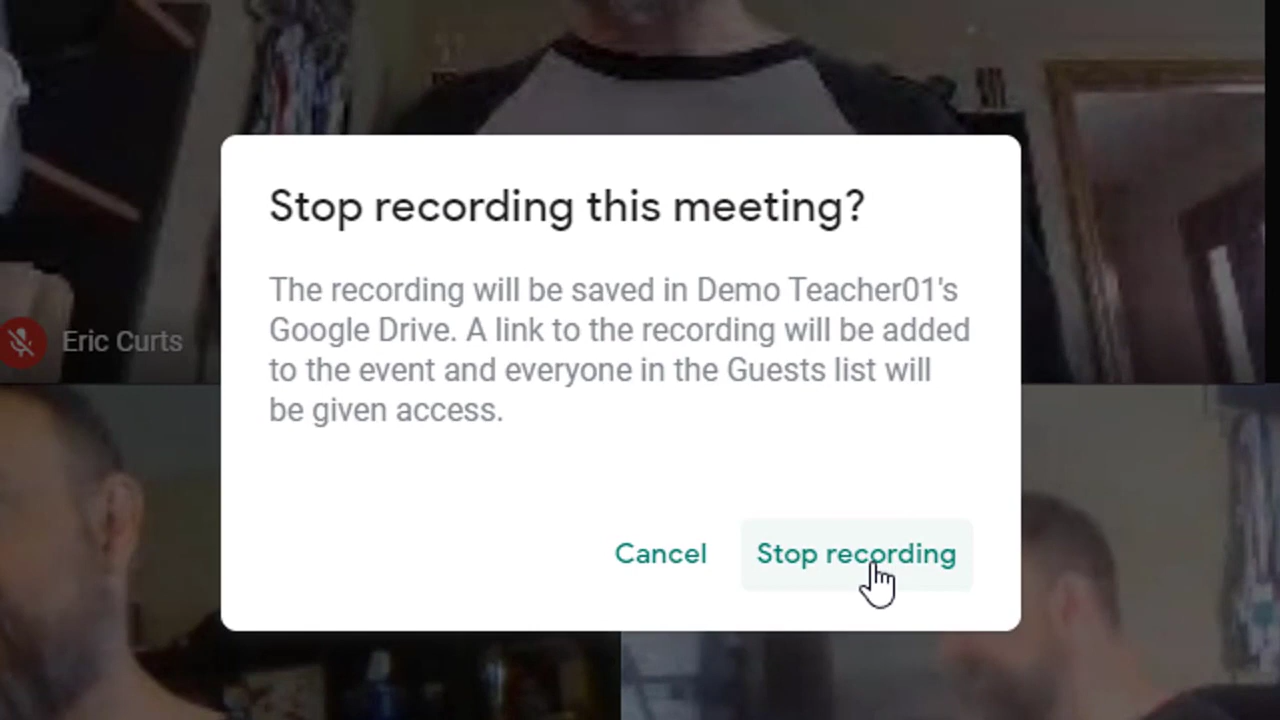 Stop recording this meeting?
The recording will be saved in Demo Teacher01's
Google Drive. A link to the recording will be added
to the event and everyone in the Guests list will
be given access.
Eric Curts
Cancel
Stop recording